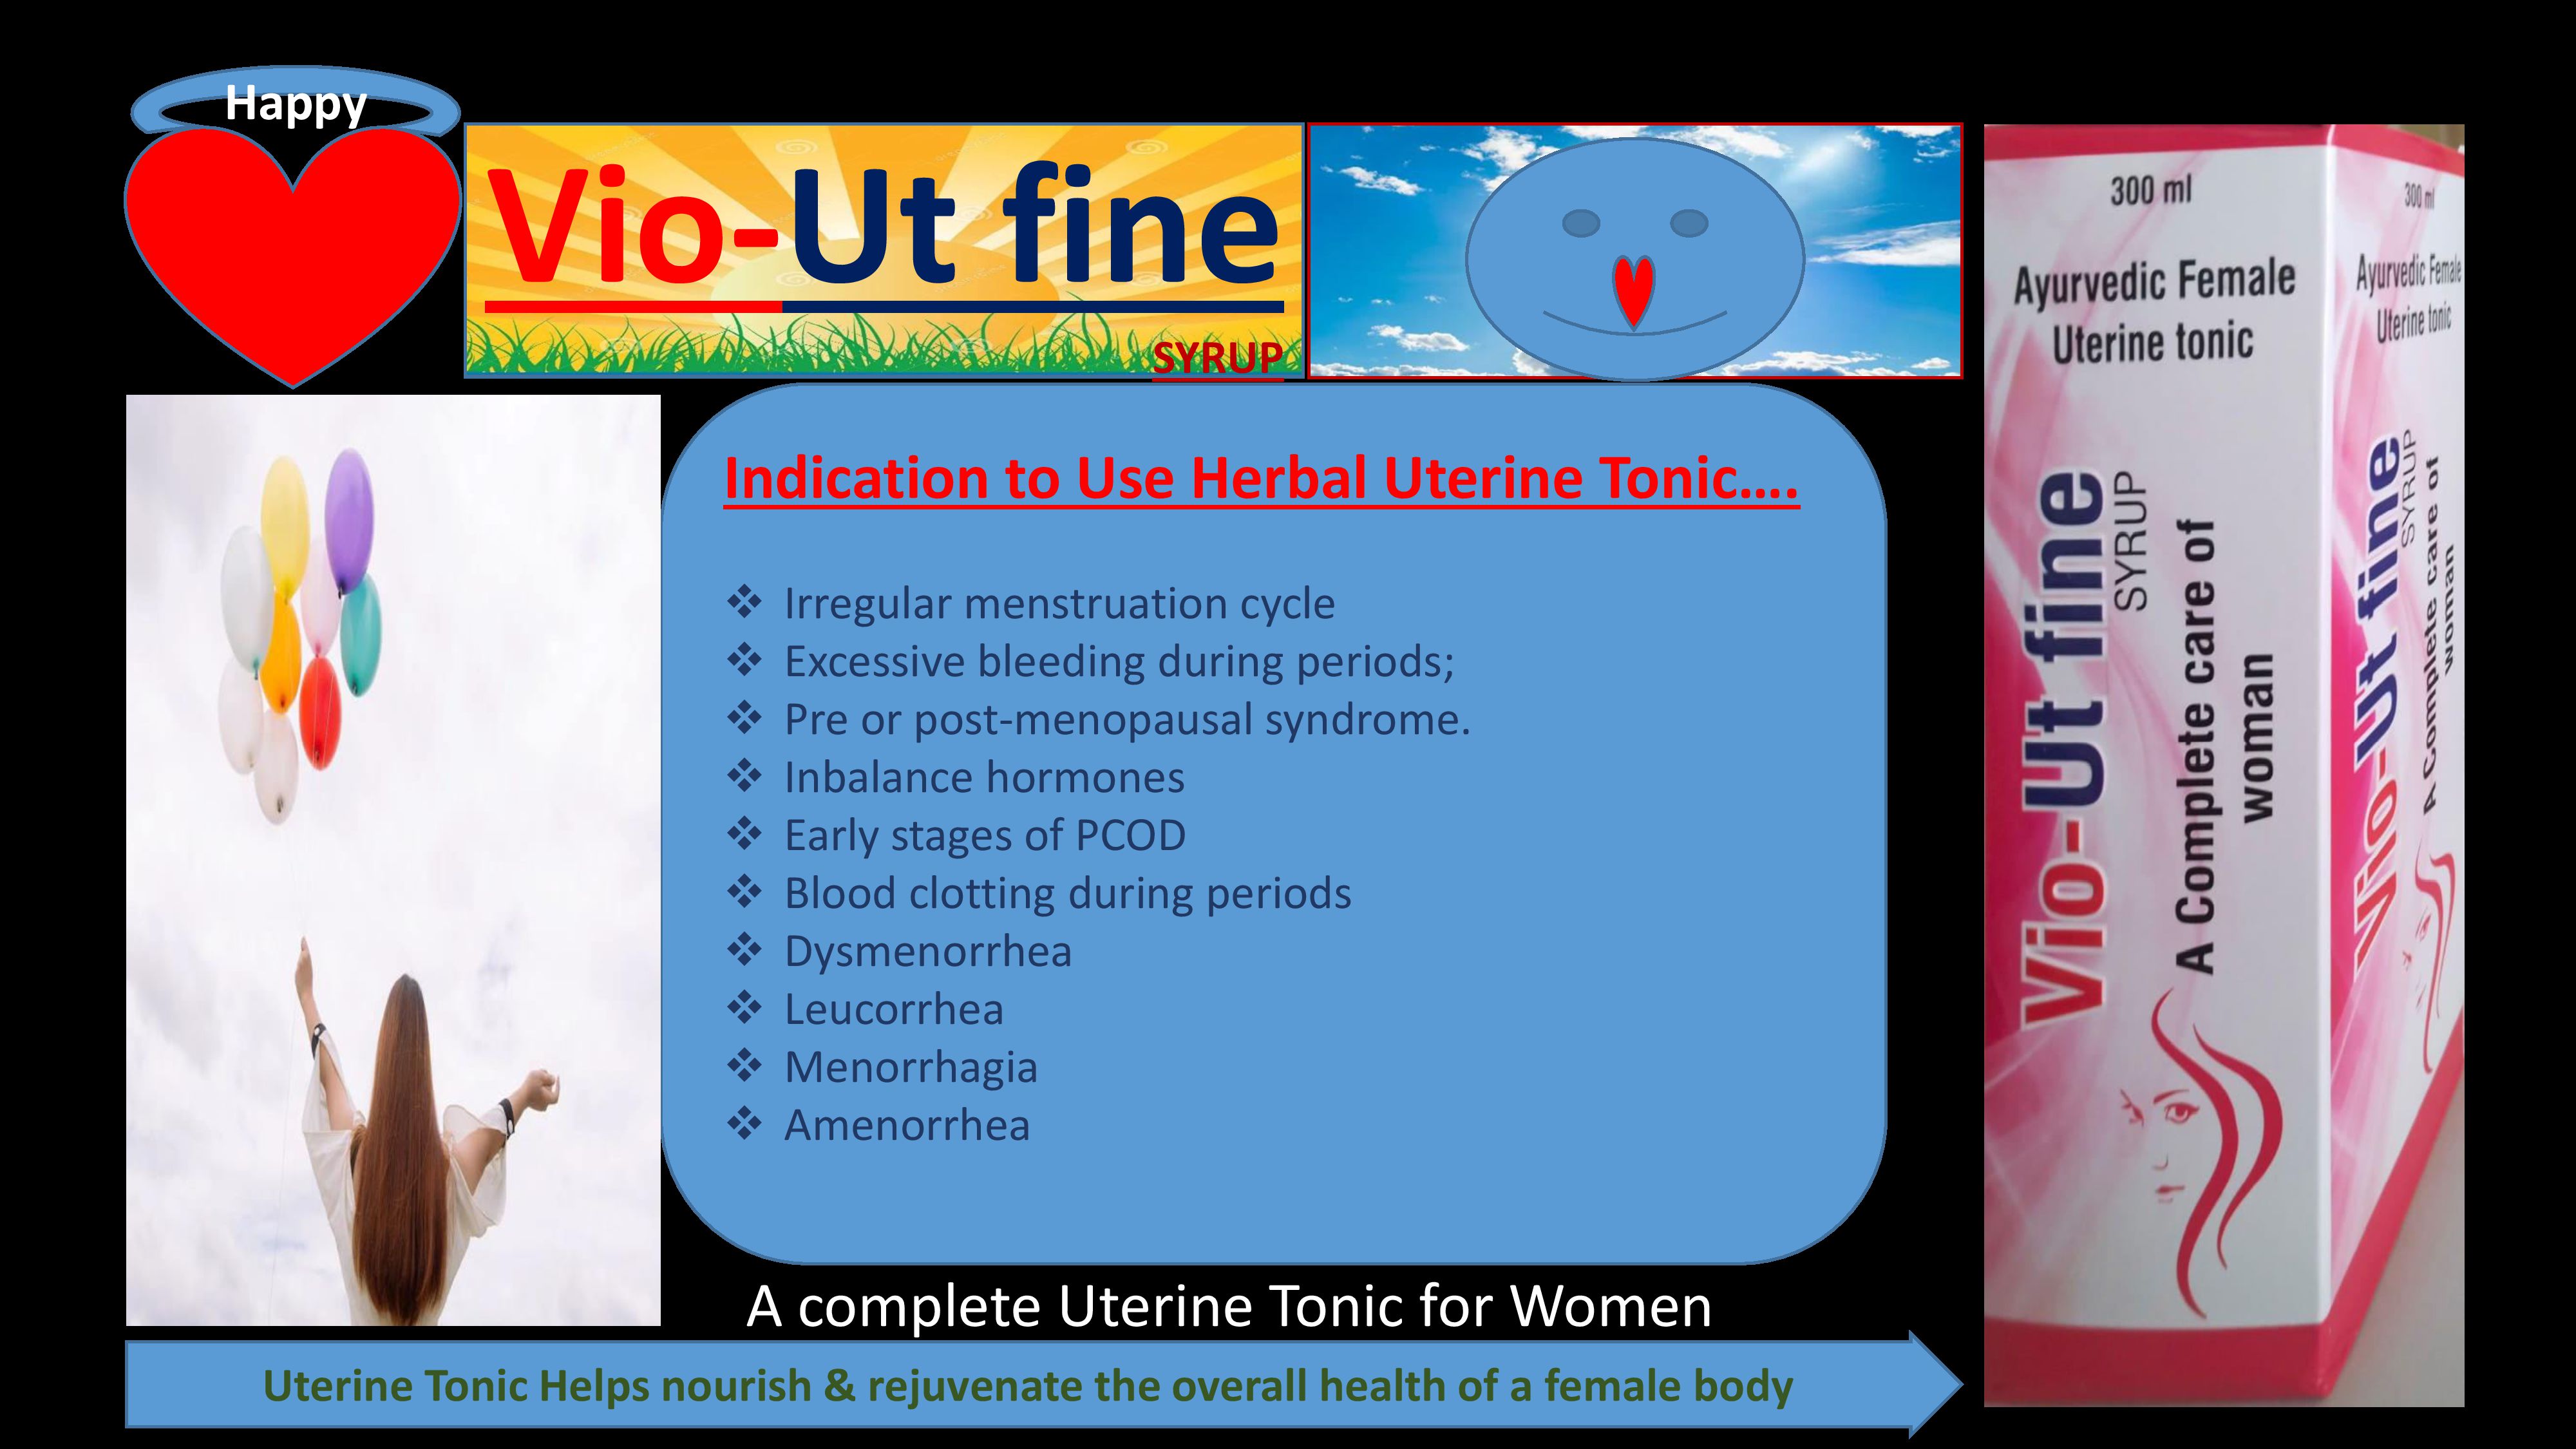 Happy
Vio-Ut fine
SYRUP
Indication to Use Herbal Uterine Tonic....
❖ Irregular menstruation cycle
❖ Excessive bleeding during periods;
❖ Pre or post-menopausal syndrome.
❖ Inbalance hormones
❖ Early stages of PCOD
❖ Blood clotting during periods
❖ Dysmenorrhea
❖ Leucorrhea
❖ Menorrhagia
❖ Amenorrhea
A complete Uterine Tonic for Women
Uterine Tonic Helps nourish & rejuvenate the overall health of a female body
300 ml
Ayurvedic Female
Uterine tonic
Vio-Ut fine
SYRUP
A Complete care of
woman
300 ml
Ayurvedic Female
Uterine tonic
Vio-Ut fine
SYRUP
A Complete care of
woman